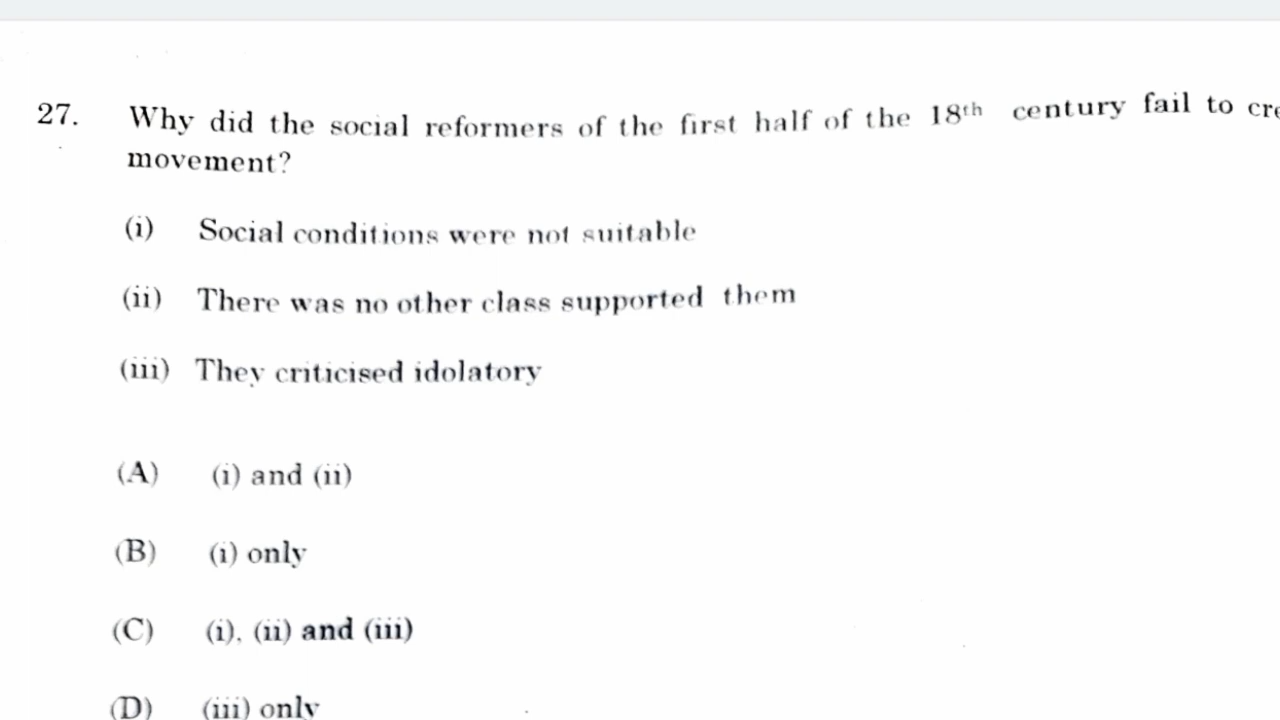 27. Why did the social reformers of the first half of the 18th century fail to
movement?
(i) Social conditions were not suitable
(ii) There was no other class supported them
(iii) They criticised idolatory
(A) (i) and (ii)
(B) (i) only
(C) (i), (ii) and (iii)
(D) (iii) only